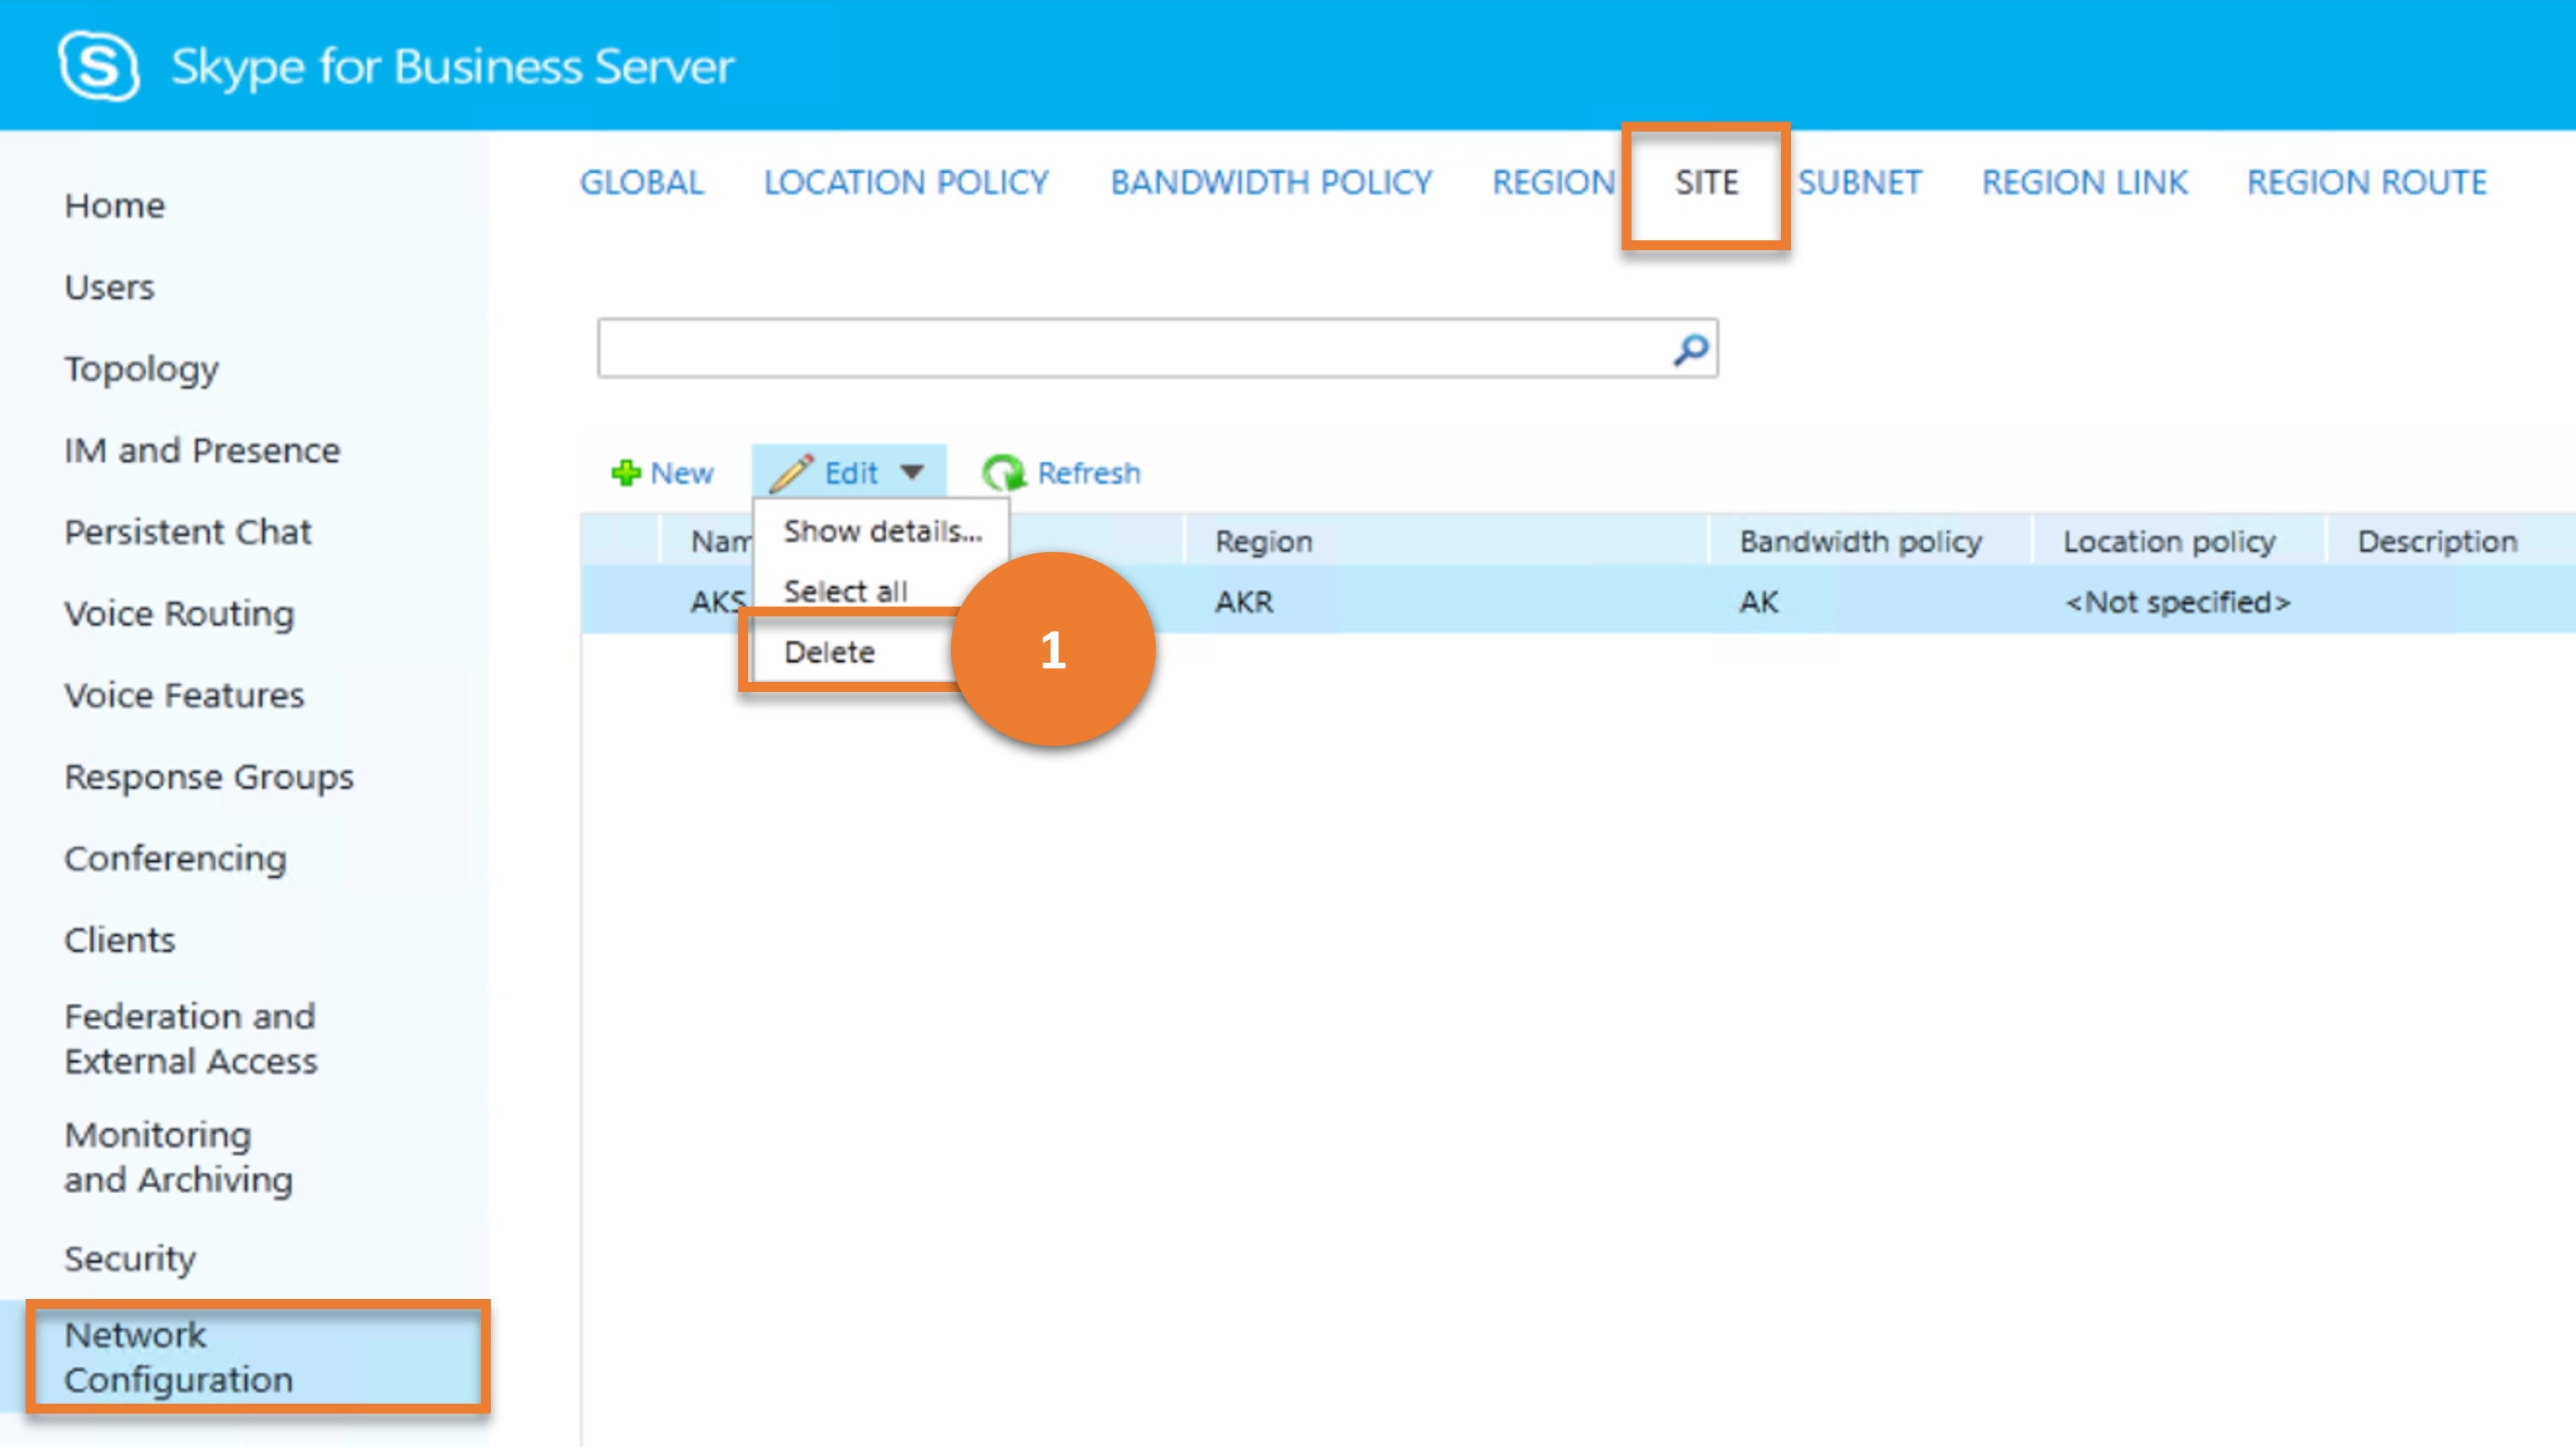 Skype for Business Server
GLOBAL LOCATION POLICY BANDWIDTH POLICY REGION SITE SUBNET REGION LINK REGION ROUTE
Home
Users
Topology
IM and Presence
Persistent Chat
Voice Routing
Voice Features
Response Groups
Conferencing
Clients
Federation and
External Access
Monitoring
and Archiving
Security
Network
Configuration
New Edit Refresh
Show details...
Select all
Delete
1
Nam Region Bandwidth policy Location policy Description
AKS AKR AK <Not specified>